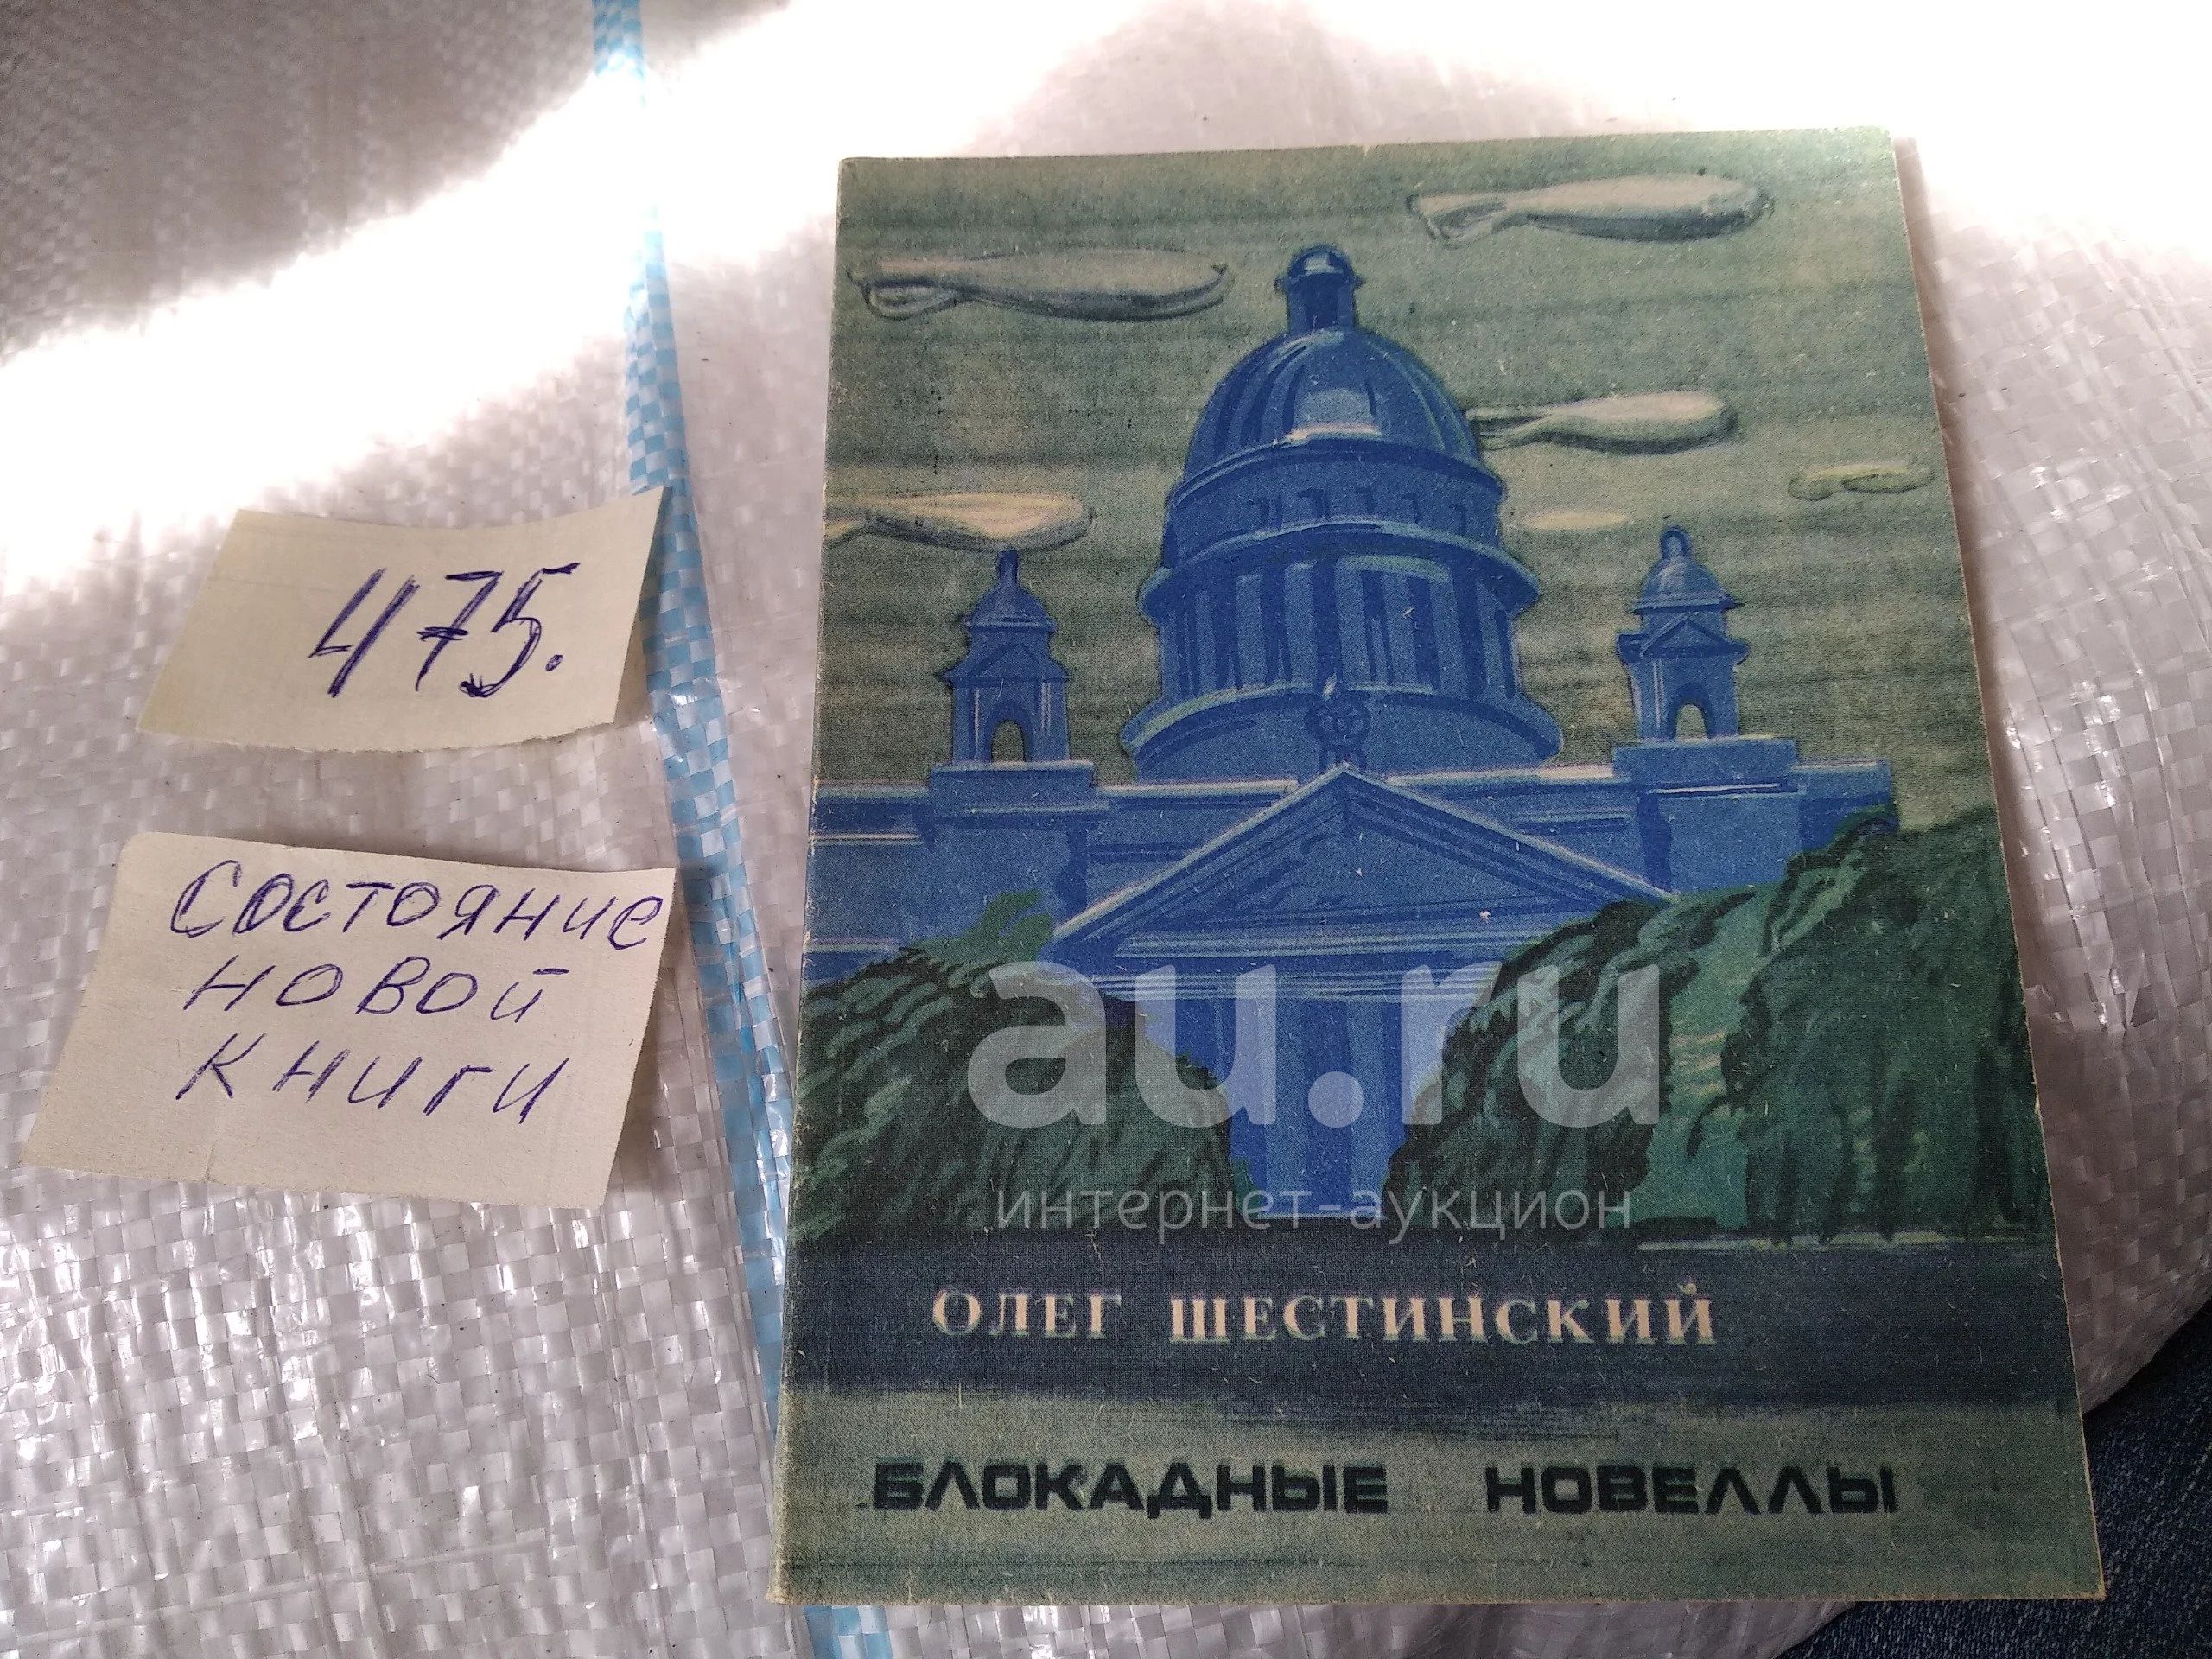 475.
Состояние
новой
книги
au.ru
интернет-аукцион
ОЛЕГ ШЕСТИНСКИЙ
БЛОКАДНЫЕ НОВЕЛЛЫ